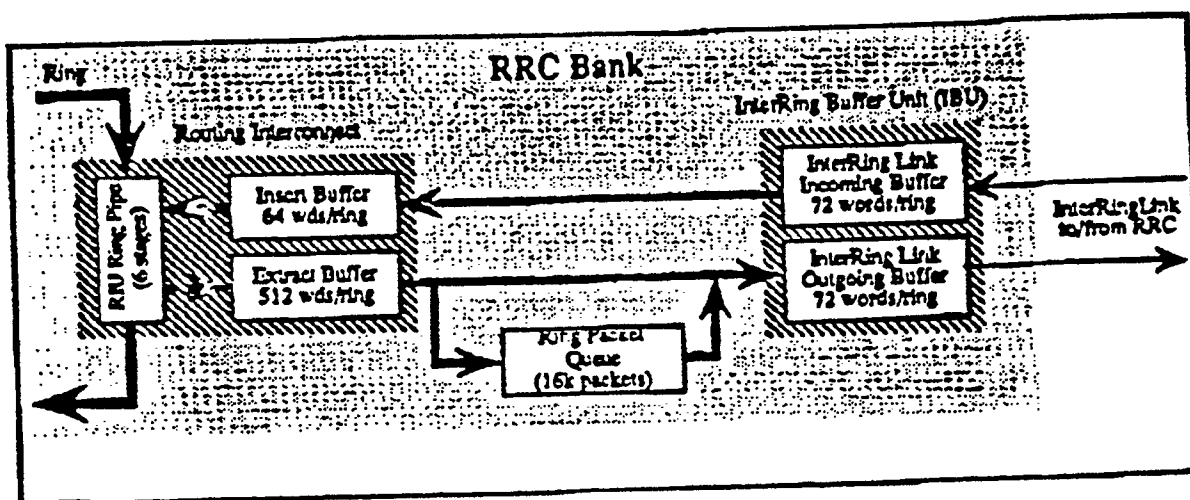 RRC Bank
Ring
InterRing Buffer Unit (IBU)
Routing Interconnect
RIU Ring Pipe
(6 stages)
Insert Buffer
64 wds/ring
Extract Buffer
512 wds/ring
Ring Packet
Queue
(16k packets)
InterRing Link
Incoming Buffer
72 words/ring
InterRing Link
Outgoing Buffer
72 words/ring
InterRingLink
to/from RRC